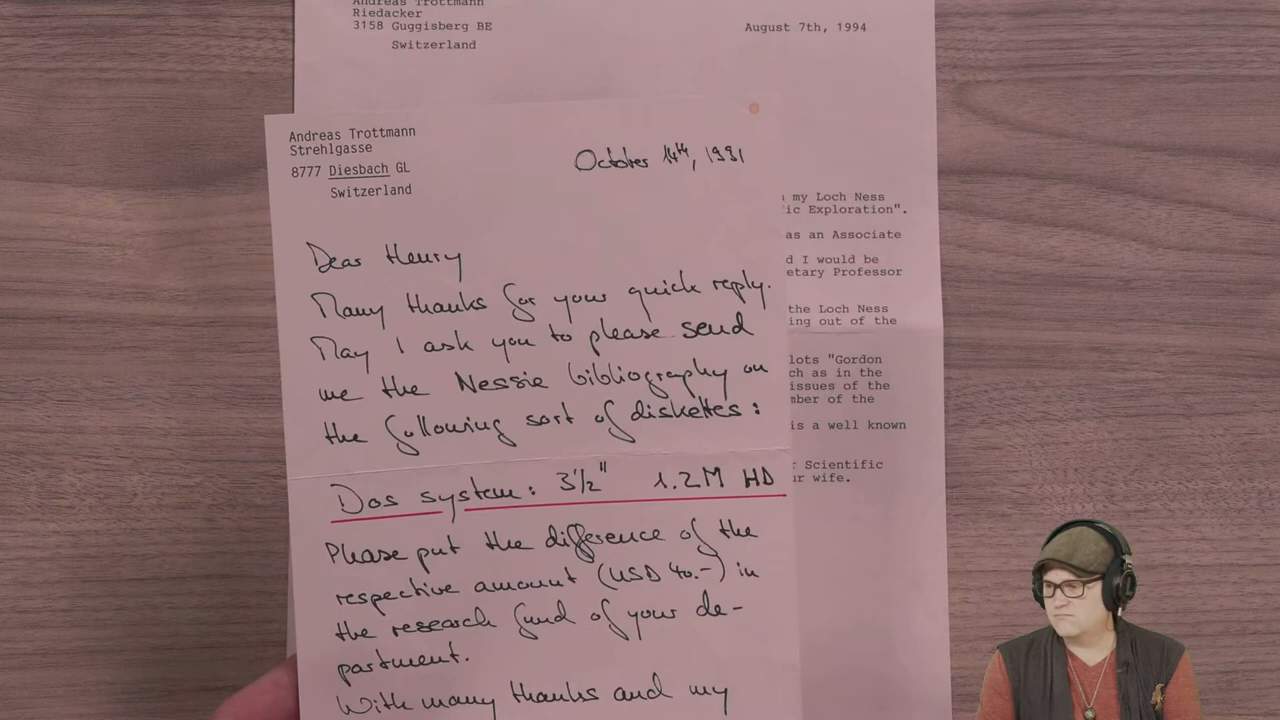 Andreas Trottmann
Riedacker
3158 Guggisberg BE
Switzerland
August 7th, 1994
my Loch Ness
ic Exploration".
as an Associate
d I would be
etary Professor
the Loch Ness
ing out of the
lots "Gordon
ch as in the
issues of the
mber of the
is a well known
r Scientific
ur wife.
Andreas Trottmann
Strehlgasse
8777 Diesbach GL
Switzerland
October 14th, 1991
Dear Henry
Many thanks for your quick reply.
May I ask you to please send
me the Nessie bibliography on
the following sort of diskettes:
Dos system: 3½" 1.2M HD
Please put the difference of the
respective amount (USD 40.-) in
the research fund of your de-
partment.
With many thanks and my